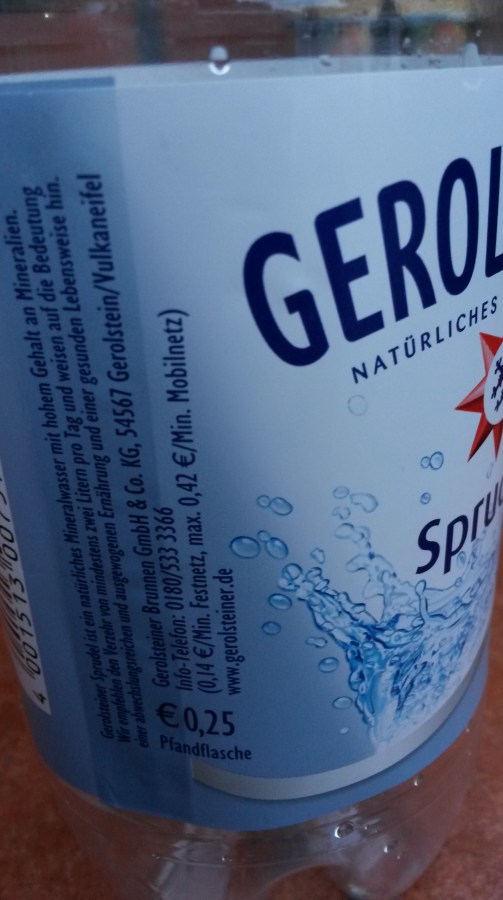 Gerolsteiner Sprudel ist ein natürliches Mineralwasser mit hohem Gehalt an Mineralien.
Wir empfehlen den Verzehr von mindestens zwei Litern pro Tag und weisen auf die Bedeutung
einer abwechslungsreichen und ausgewogenen Ernährung und einer gesunden Lebensweise hin.
Gerolsteiner Brunnen GmbH & Co. KG, 54567 Gerolstein/Vulkaneifel
Info-Telefon: 0180/533 3366
(0,14 €/Min. Festnetz, max. 0,42 €/Min. Mobilnetz)
www.gerolsteiner.de
€ 0,25
Pfandflasche
GEROL
NATÜRLICHES
Spru